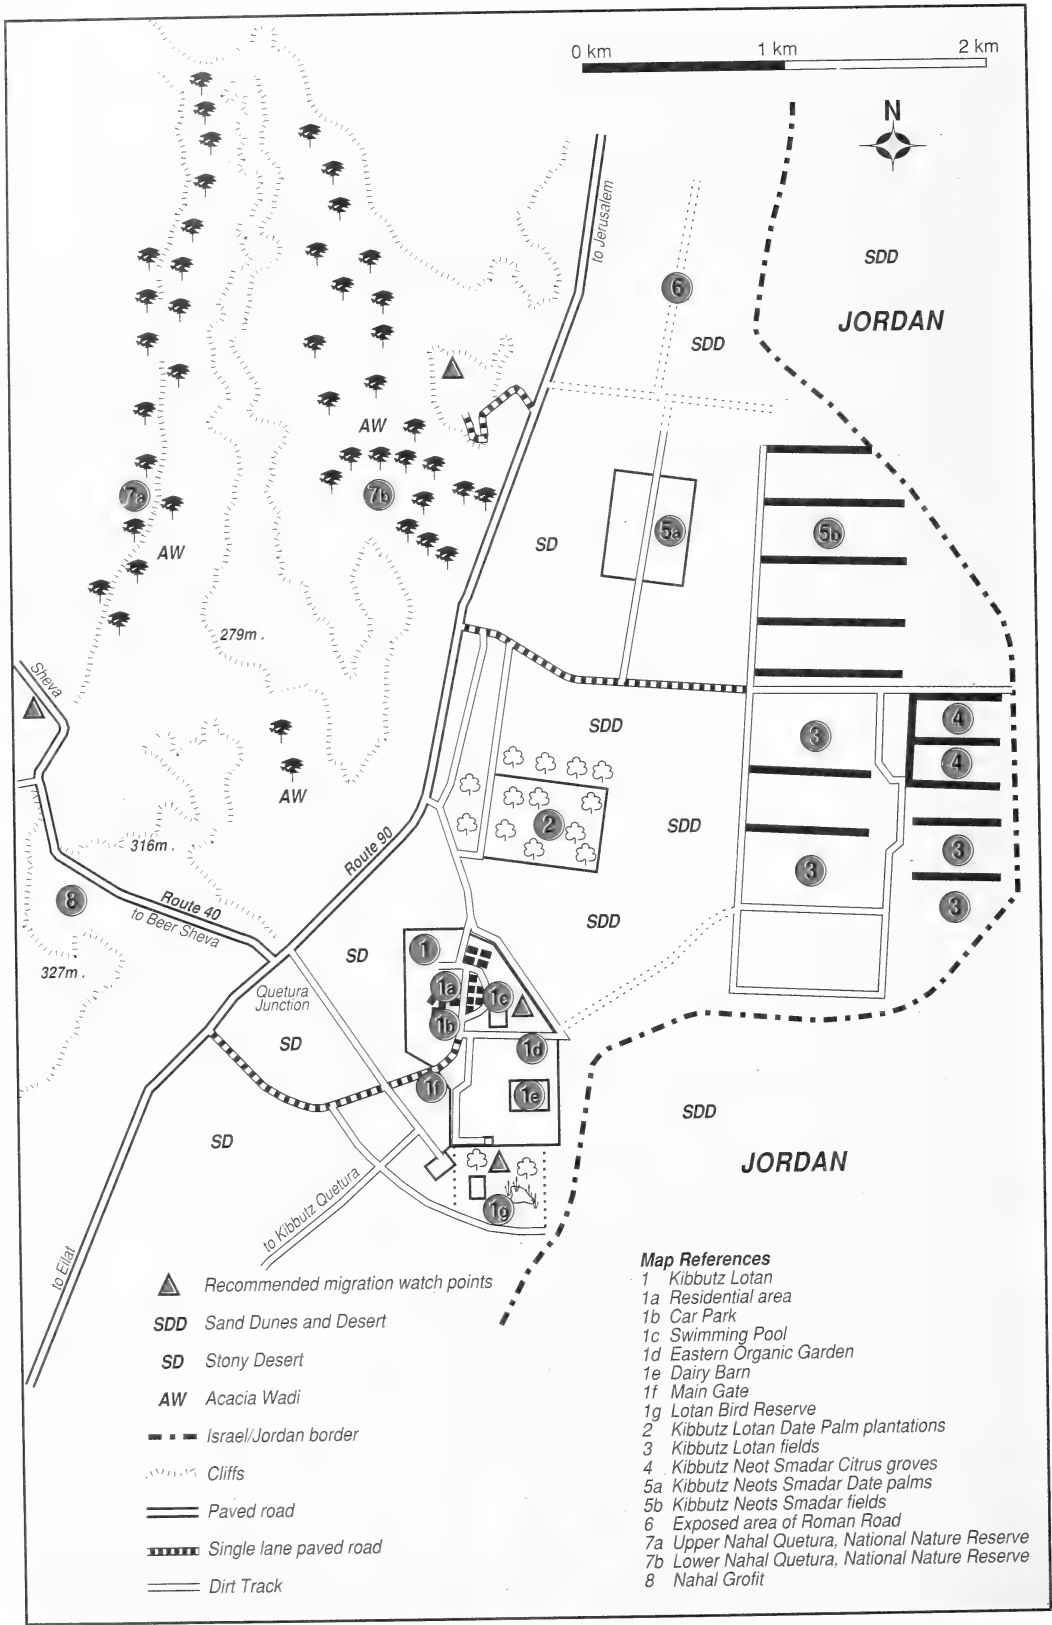 0 km 1 km 2 km
N
to Jerusalem
SDD
6
JORDAN
SDD
AW
7a
7b
5a
5b
SD
AW
279m .
Sheva
SDD
3
4
4
AW
2
SDD
316m .
Route 90
3
3
8
Route 40
to Beer Sheva
SDD
3
1
SD
327m .
Quetura
Junction
1a
1c
1b
SD
1d
1f
1e
SDD
SD
JORDAN
to Kibbutz Quetura
1g
to Eilat
Recommended migration watch points
SDD Sand Dunes and Desert
SD Stony Desert
AW Acacia Wadi
Israel/Jordan border
Cliffs
Paved road
Single lane paved road
Dirt Track
Map References
1 Kibbutz Lotan
1a Residential area
1b Car Park
1c Swimming Pool
1d Eastern Organic Garden
1e Dairy Barn
1f Main Gate
1g Lotan Bird Reserve
2 Kibbutz Lotan Date Palm plantations
3 Kibbutz Lotan fields
4 Kibbutz Neot Smadar Citrus groves
5a Kibbutz Neots Smadar Date palms
5b Kibbutz Neots Smadar fields
6 Exposed area of Roman Road
7a Upper Nahal Quetura, National Nature Reserve
7b Lower Nahal Quetura, National Nature Reserve
8 Nahal Grofit